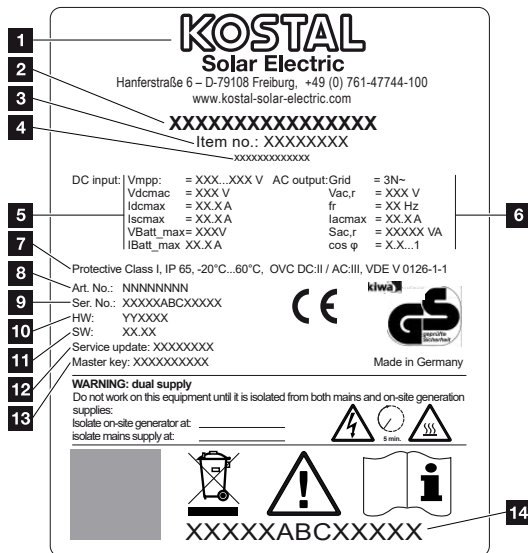 KOSTAL
Solar Electric
Hanferstraße 6 – D-79108 Freiburg, +49 (0) 761-47744-100
www.kostal-solar-electric.com
XXXXXXXXXXXXXXXXX
Item no.: XXXXXXXX
xxxxxxxxxxxxx
DC input: Vmpp: = XXX...XXX V AC output: Grid = 3N~
Vdcmac = XXX V Vac,r = XXX V
Idcmax = XX.X A fr = XX Hz
Iscmax = XX.X A Iacmax = XX.X A
VBatt_max= XXXV Sac,r = XXXXX VA
IBatt_max XX.X A cos φ = X.X...1
Protective Class I, IP 65, -20°C...60°C, OVC DC:II / AC:III, VDE V 0126-1-1
Art. No.: NNNNNNNN
Ser. No.: XXXXXABCXXXXX
HW: YYXXXX
SW: XX.XX
Service update: XXXXXXXX
Master key: XXXXXXXXXX
CE
kiwa
GS
geprüfte
Sicherheit
Made in Germany
WARNING: dual supply
Do not work on this equipment until it is isolated from both mains and on-site generation
supplies:
Isolate on-site generator at:
isolate mains supply at:
5 min.
i
XXXXXABCXXXXX
1
2
3
4
5
6
7
8
9
10
11
12
13
14